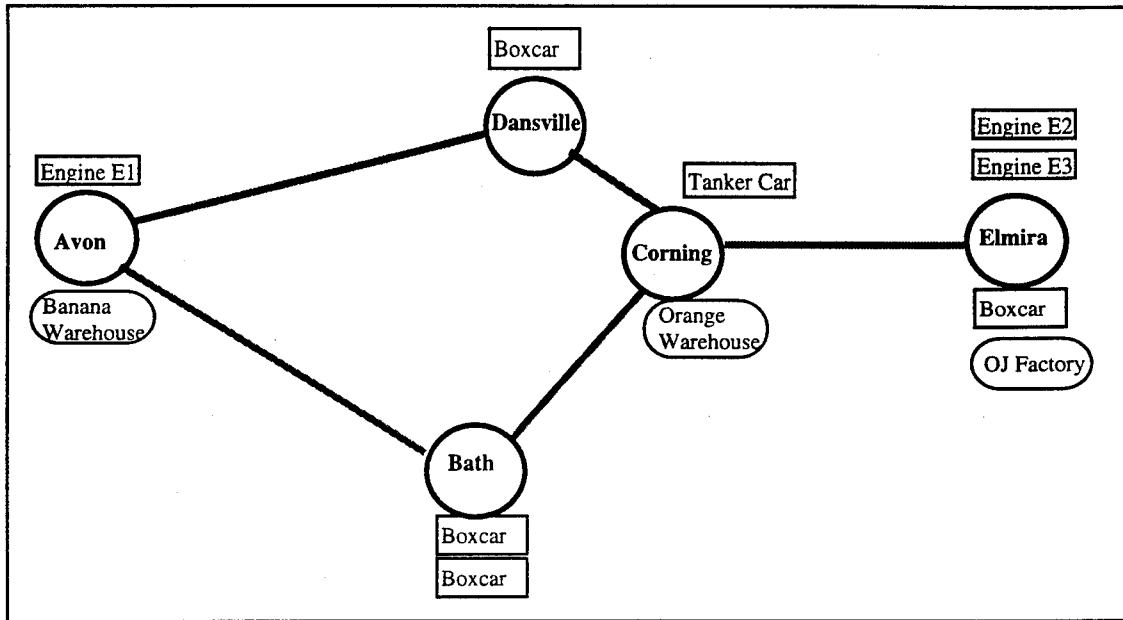 Boxcar
Dansville
Engine E2
Engine E3
Engine E1
Tanker Car
Avon
Corning
Elmira
Banana
Warehouse
Orange
Warehouse
Boxcar
OJ Factory
Bath
Boxcar
Boxcar